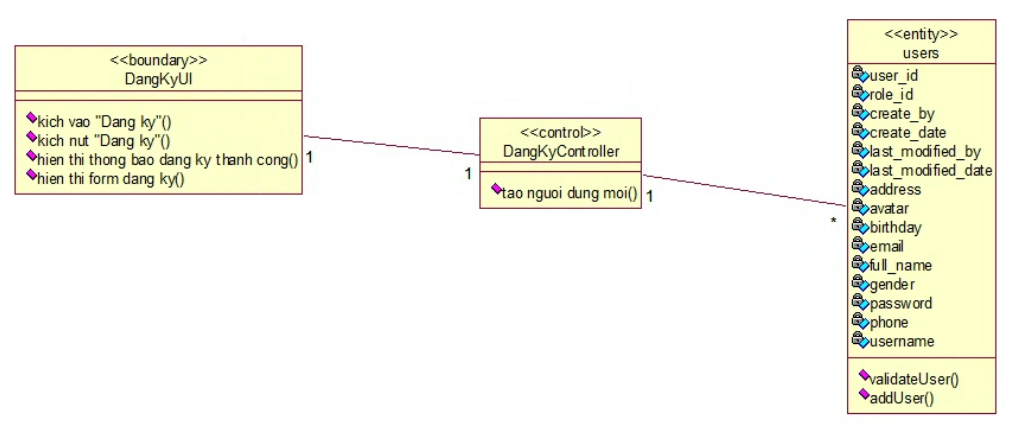 <<boundary>>
DangKyUI
kich vao "Dang ky"()
kich nut "Dang ky"()
hien thi thong bao dang ky thanh cong()
hien thi form dang ky()
1
1
<<control>>
DangKyController
tao nguoi dung moi()
1
*
<<entity>>
users
user_id
role_id
create_by
create_date
last_modified_by
last_modified_date
address
avatar
birthday
email
full_name
gender
password
phone
username
validateUser()
addUser()